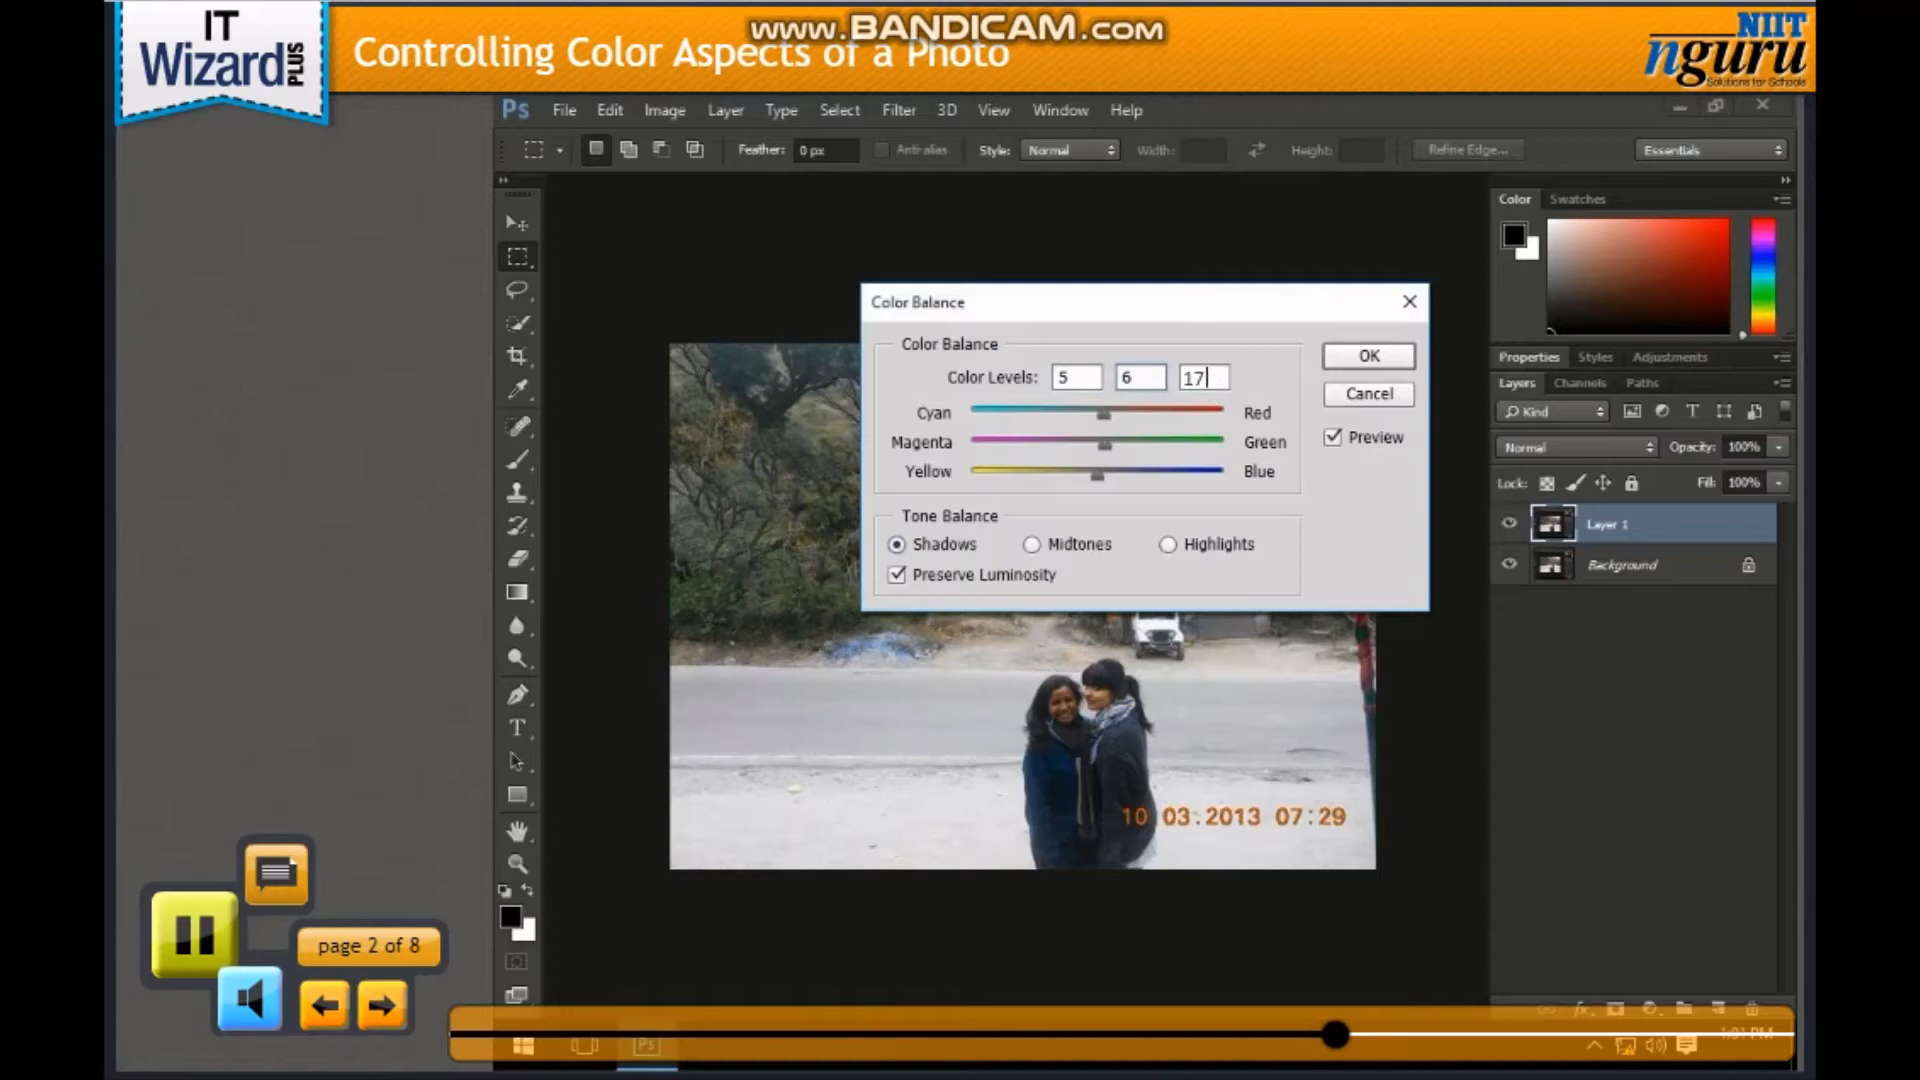 IT
Wizard PLUS
Controlling Color Aspects of a Photo
www.BANDICAM.com
NIIT
nguru
Solutions for Schools
Ps File Edit Image Layer Type Select Filter 3D View Window Help
Feather: 0 px Anti-alias Style: Normal Width: Height: Refine Edge... Essentials
Color Swatches
Color Balance
Color Balance
Color Levels: 5 6 17
Cyan Red
Magenta Green
Yellow Blue
Tone Balance
Shadows Midtones Highlights
Preserve Luminosity
OK
Cancel
Preview
Properties Styles Adjustments
Layers Channels Paths
Kind
Normal Opacity: 100%
Lock: Fill: 100%
Layer 1
Background
10 03.2013 07:29
page 2 of 8
Ps
1:01 PM